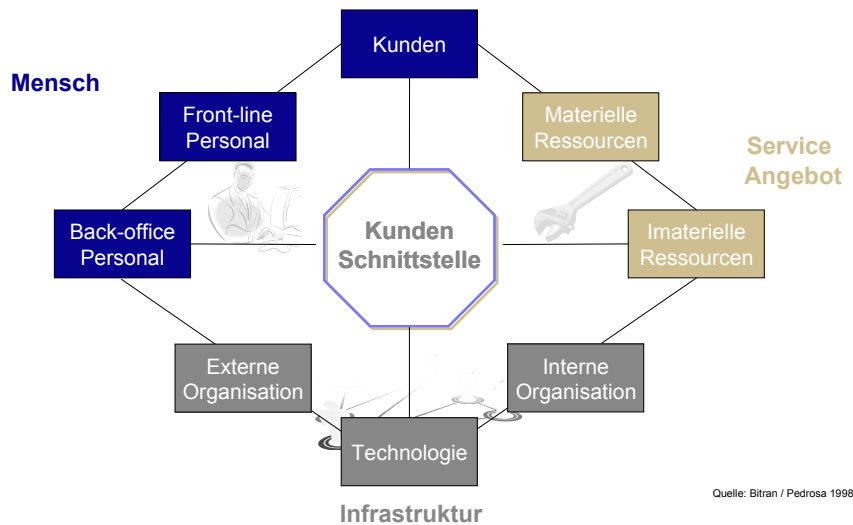 Kunden
Mensch
Front-line
Personal
Materielle
Ressourcen
Service
Angebot
Kunden
Schnittstelle
Back-office
Personal
Imaterielle
Ressourcen
Externe
Organisation
Interne
Organisation
Technologie
Quelle: Bitran / Pedrosa 1998
Infrastruktur